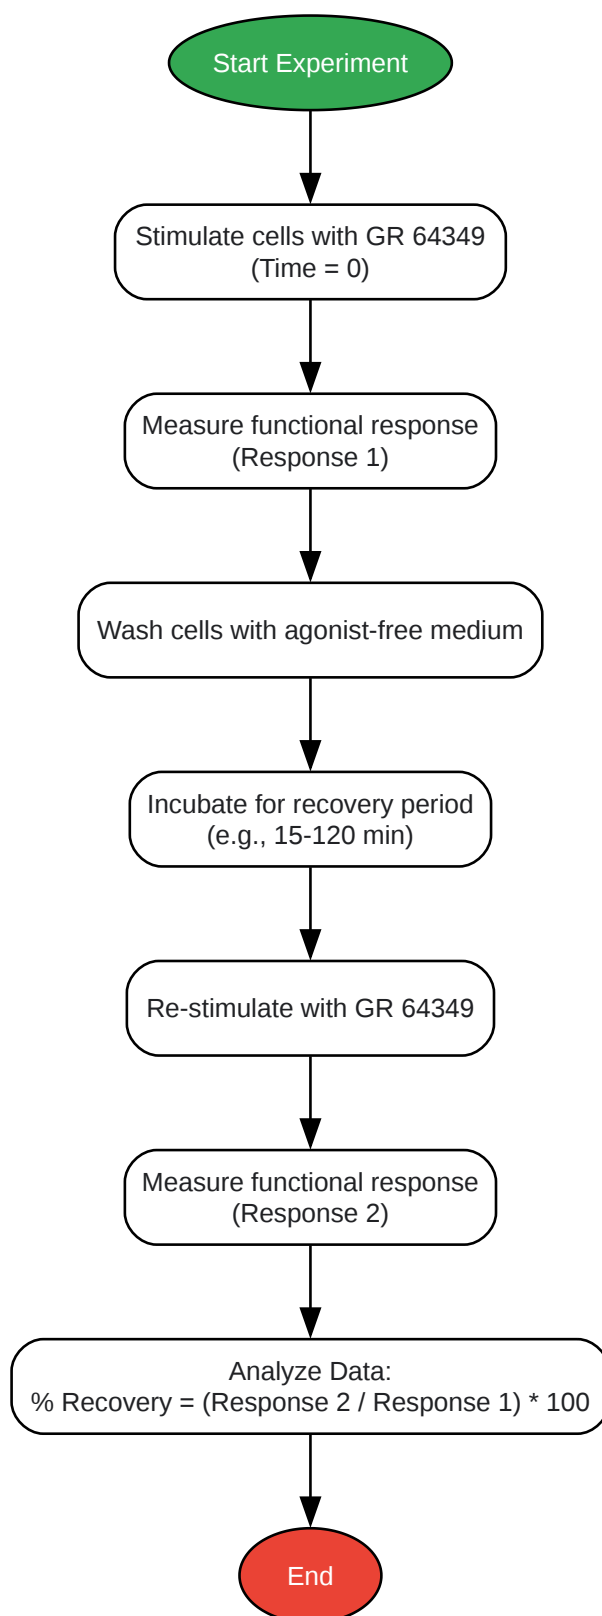 Start Experiment
Stimulate cells with GR 64349
(Time = 0)
Measure functional response
(Response 1)
Wash cells with agonist-free medium
Incubate for recovery period
(e.g., 15-120 min)
Re-stimulate with GR 64349
Measure functional response
(Response 2)
Analyze Data:
% Recovery = (Response 2 / Response 1) * 100
End